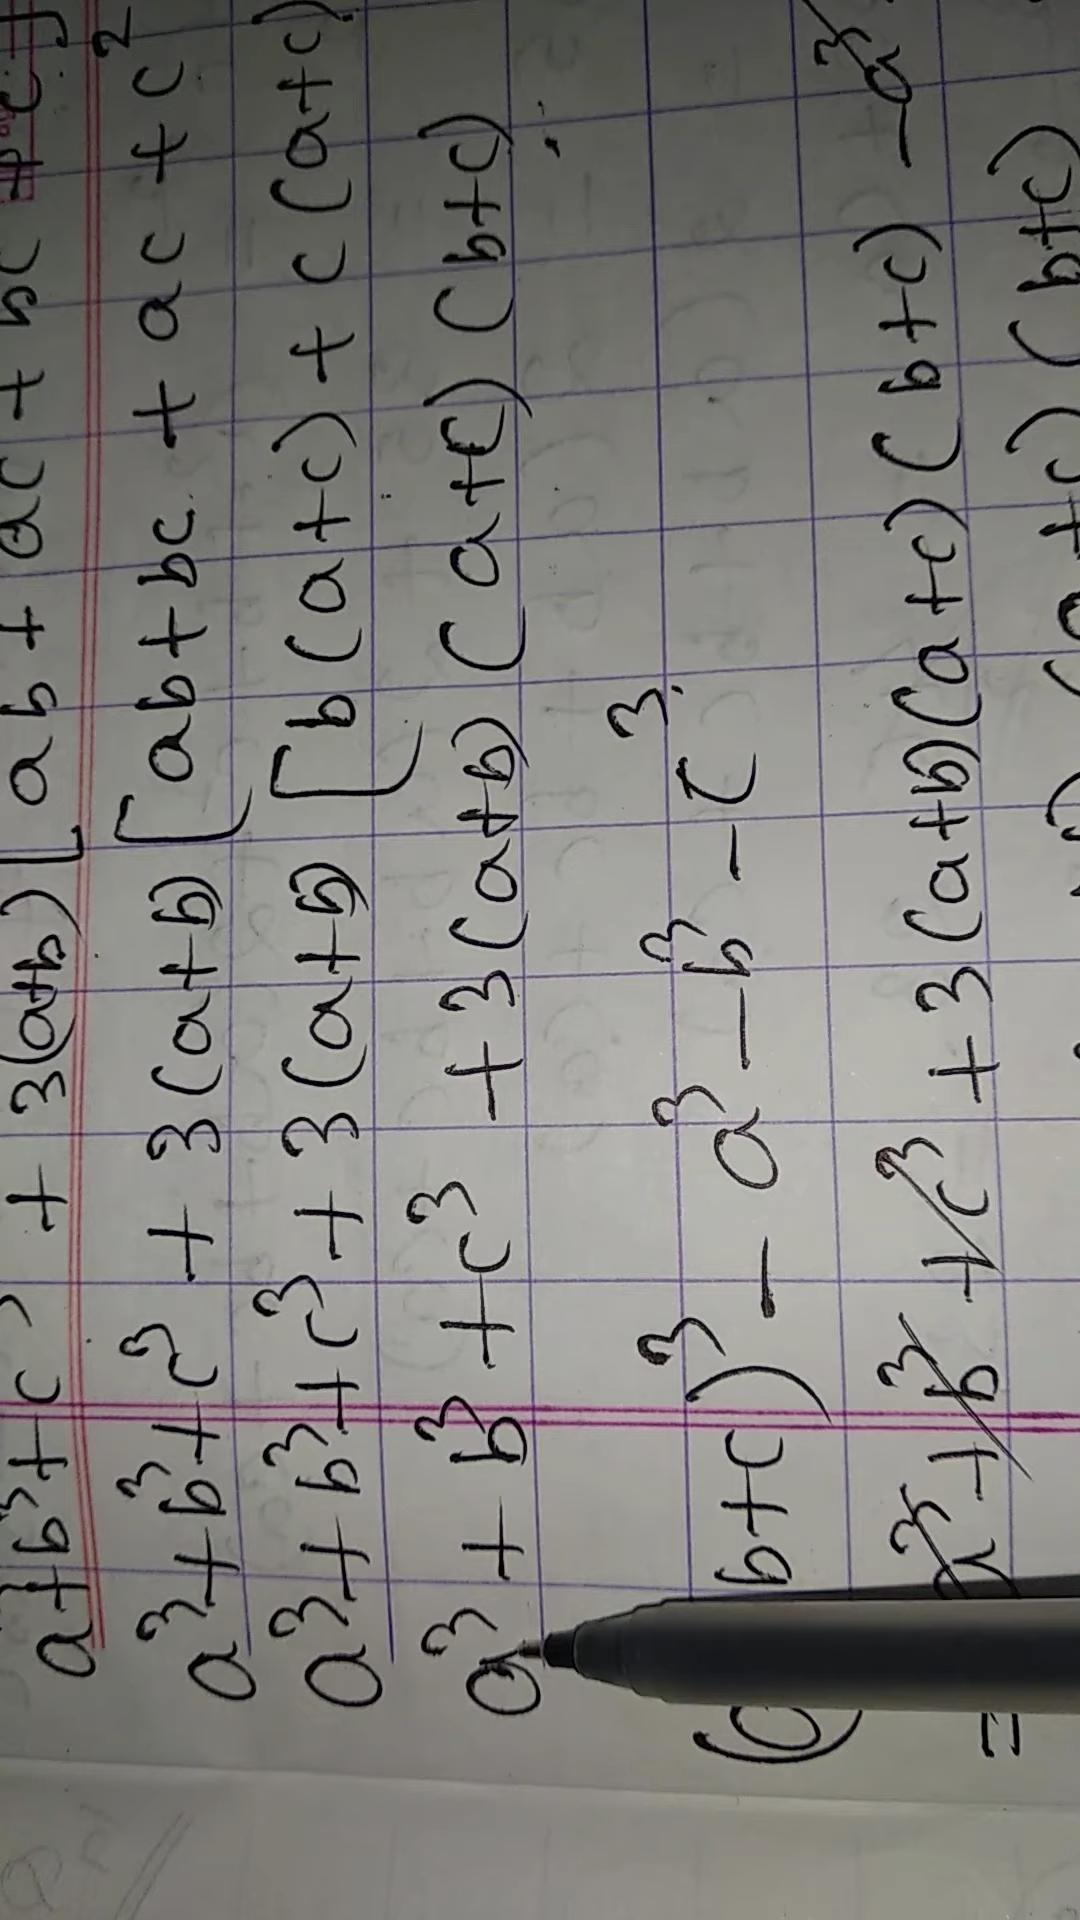 a³+b³+c³ + 3(a+b) [ab + ac + bc + c²]
a³+b³+c³ + 3(a+b) [ab+bc + ac + c²
a³+b³+c³+3(a+b) [b(a+c) + c(a+c)]
a³ + b³ +c³ +3(a+b) (a+c) (b+c)
( b+c)³ - a³-b³-c³
= a³+b³+c³ +3(a+b)(a+c)(b+c) -a³
(a+c) (b+c)